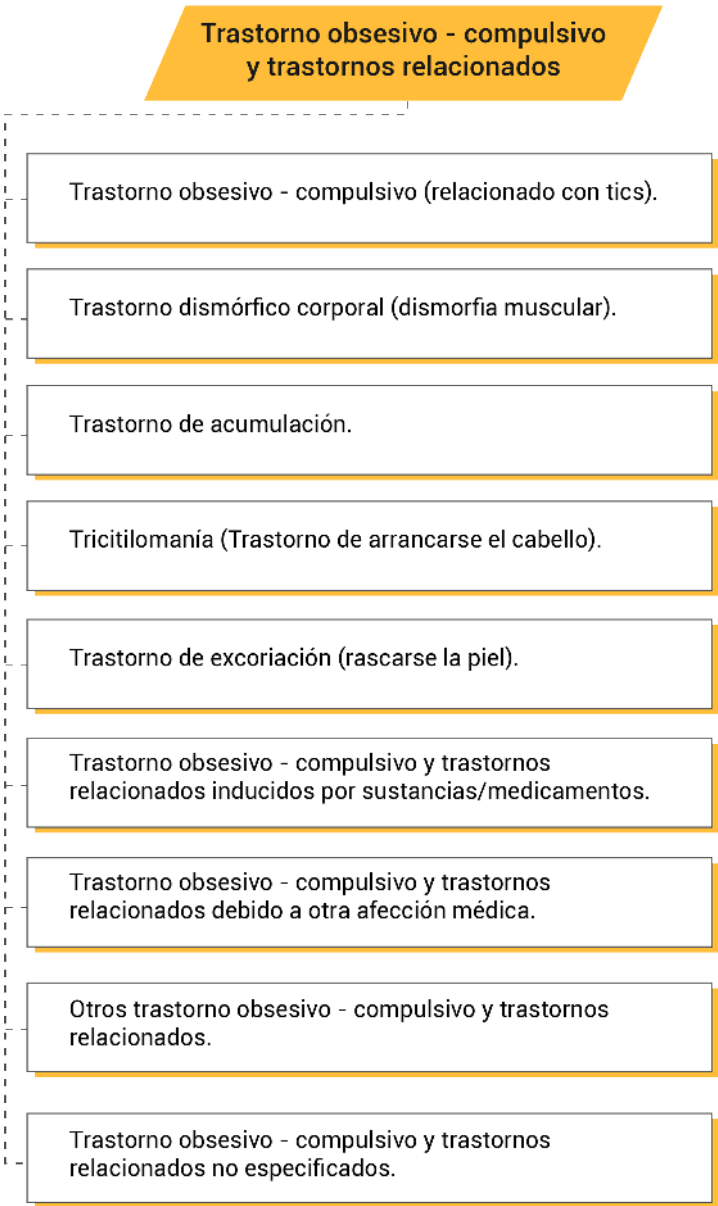 Trastorno obsesivo - compulsivo
y trastornos relacionados
Trastorno obsesivo - compulsivo (relacionado con tics).
Trastorno dismórfico corporal (dismorfia muscular).
Trastorno de acumulación.
Tricitilomanía (Trastorno de arrancarse el cabello).
Trastorno de excoriación (rascarse la piel).
Trastorno obsesivo - compulsivo y trastornos
relacionados inducidos por sustancias/medicamentos.
Trastorno obsesivo - compulsivo y trastornos
relacionados debido a otra afección médica.
Otros trastorno obsesivo - compulsivo y trastornos
relacionados.
Trastorno obsesivo - compulsivo y trastornos
relacionados no especificados.